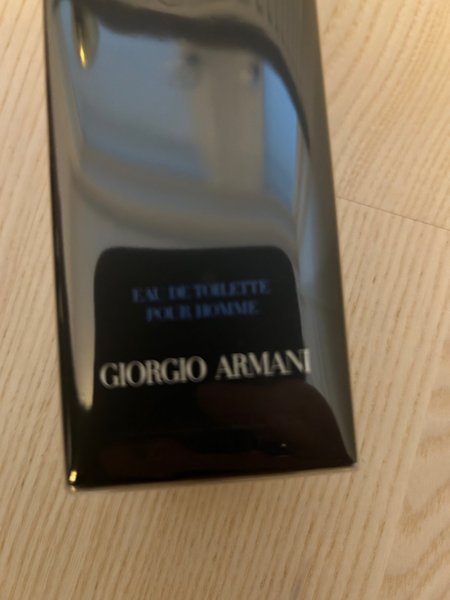 EAU DE TOILETTE
POUR HOMME
GIORGIO ARMANI